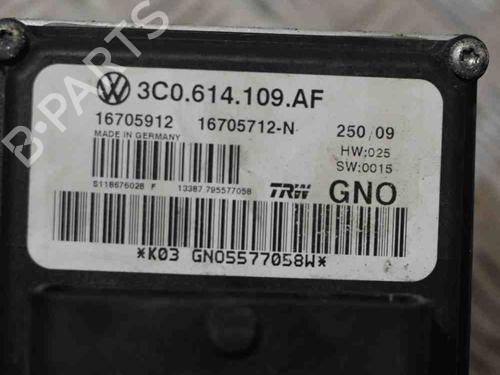 B-PARTS
3C0.614.109.AF
16705912 16705712-N 250/09
MADE IN GERMANY HW:025
SW:0015
S118676028 F 13387.795577058 TRW GNO
*K03 GNO5577058W*